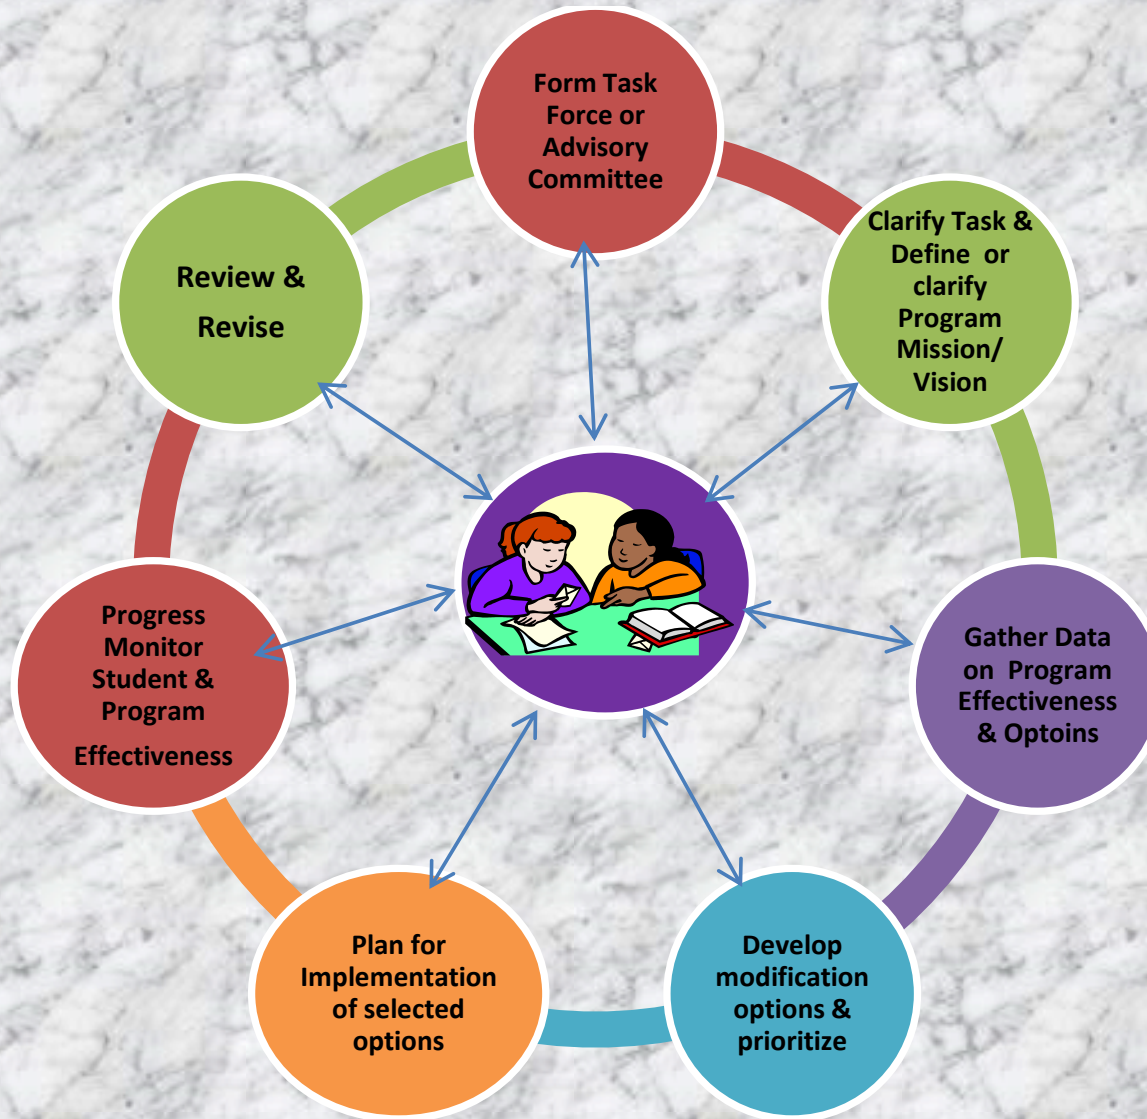 Form Task
Force or
Advisory
Committee
Clarify Task &
Define or
clarify
Program
Mission/
Vision
Gather Data
on Program
Effectiveness
& Optoins
Develop
modification
options &
prioritize
Plan for
Implementation
of selected
options
Progress
Monitor
Student &
Program
Effectiveness
Review &
Revise